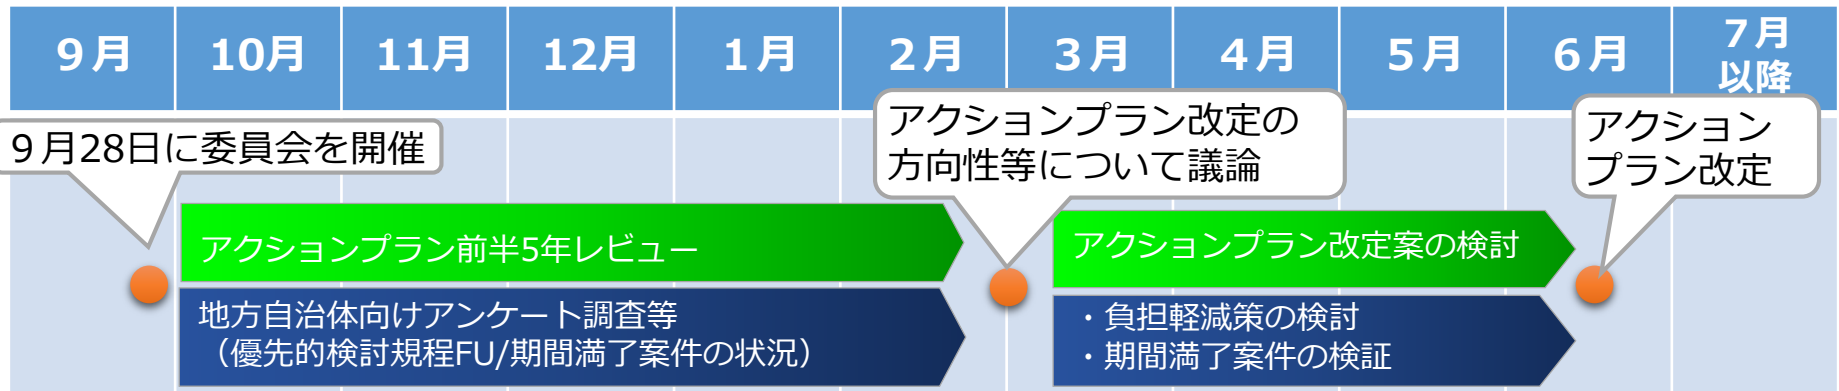 ９月
10月
11月
12月
１月
２月
３月
４月
５月
６月
７月
以降
９月28日に委員会を開催
アクションプラン改定の
方向性等について議論
アクション
プラン改定
アクションプラン前半5年レビュー
アクションプラン改定案の検討
地方自治体向けアンケート調査等
（優先的検討規程FU/期間満了案件の状況）
・負担軽減策の検討
・期間満了案件の検証